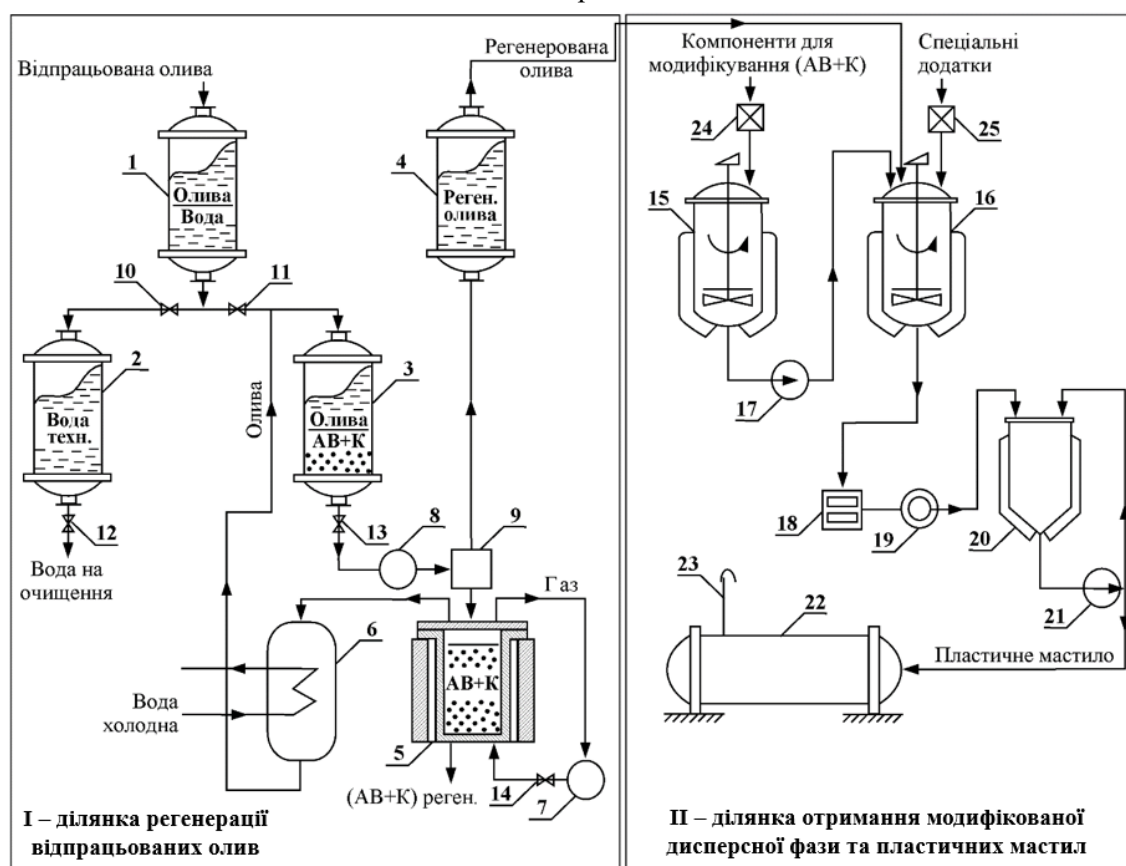 Відпрацьована олива
Регенерована
олива
Компоненти для
модифікування (АВ+К)
Спеціальні
додатки
24
25
1
Олива
Вода
4
Реген.
олива
15
16
10
11
2
Вода
техн.
Олива
3
Олива
АВ+К
17
12
13
8
9
18
19
20
Вода на
очищення
Газ
23
22
21
6
Пластичне мастило
АВ+К
Вода
холодна
5
14
7
(АВ+К) реген.
I – ділянка регенерації
відпрацьованих олив
II – ділянка отримання модифікованої
дисперсної фази та пластичних мастил